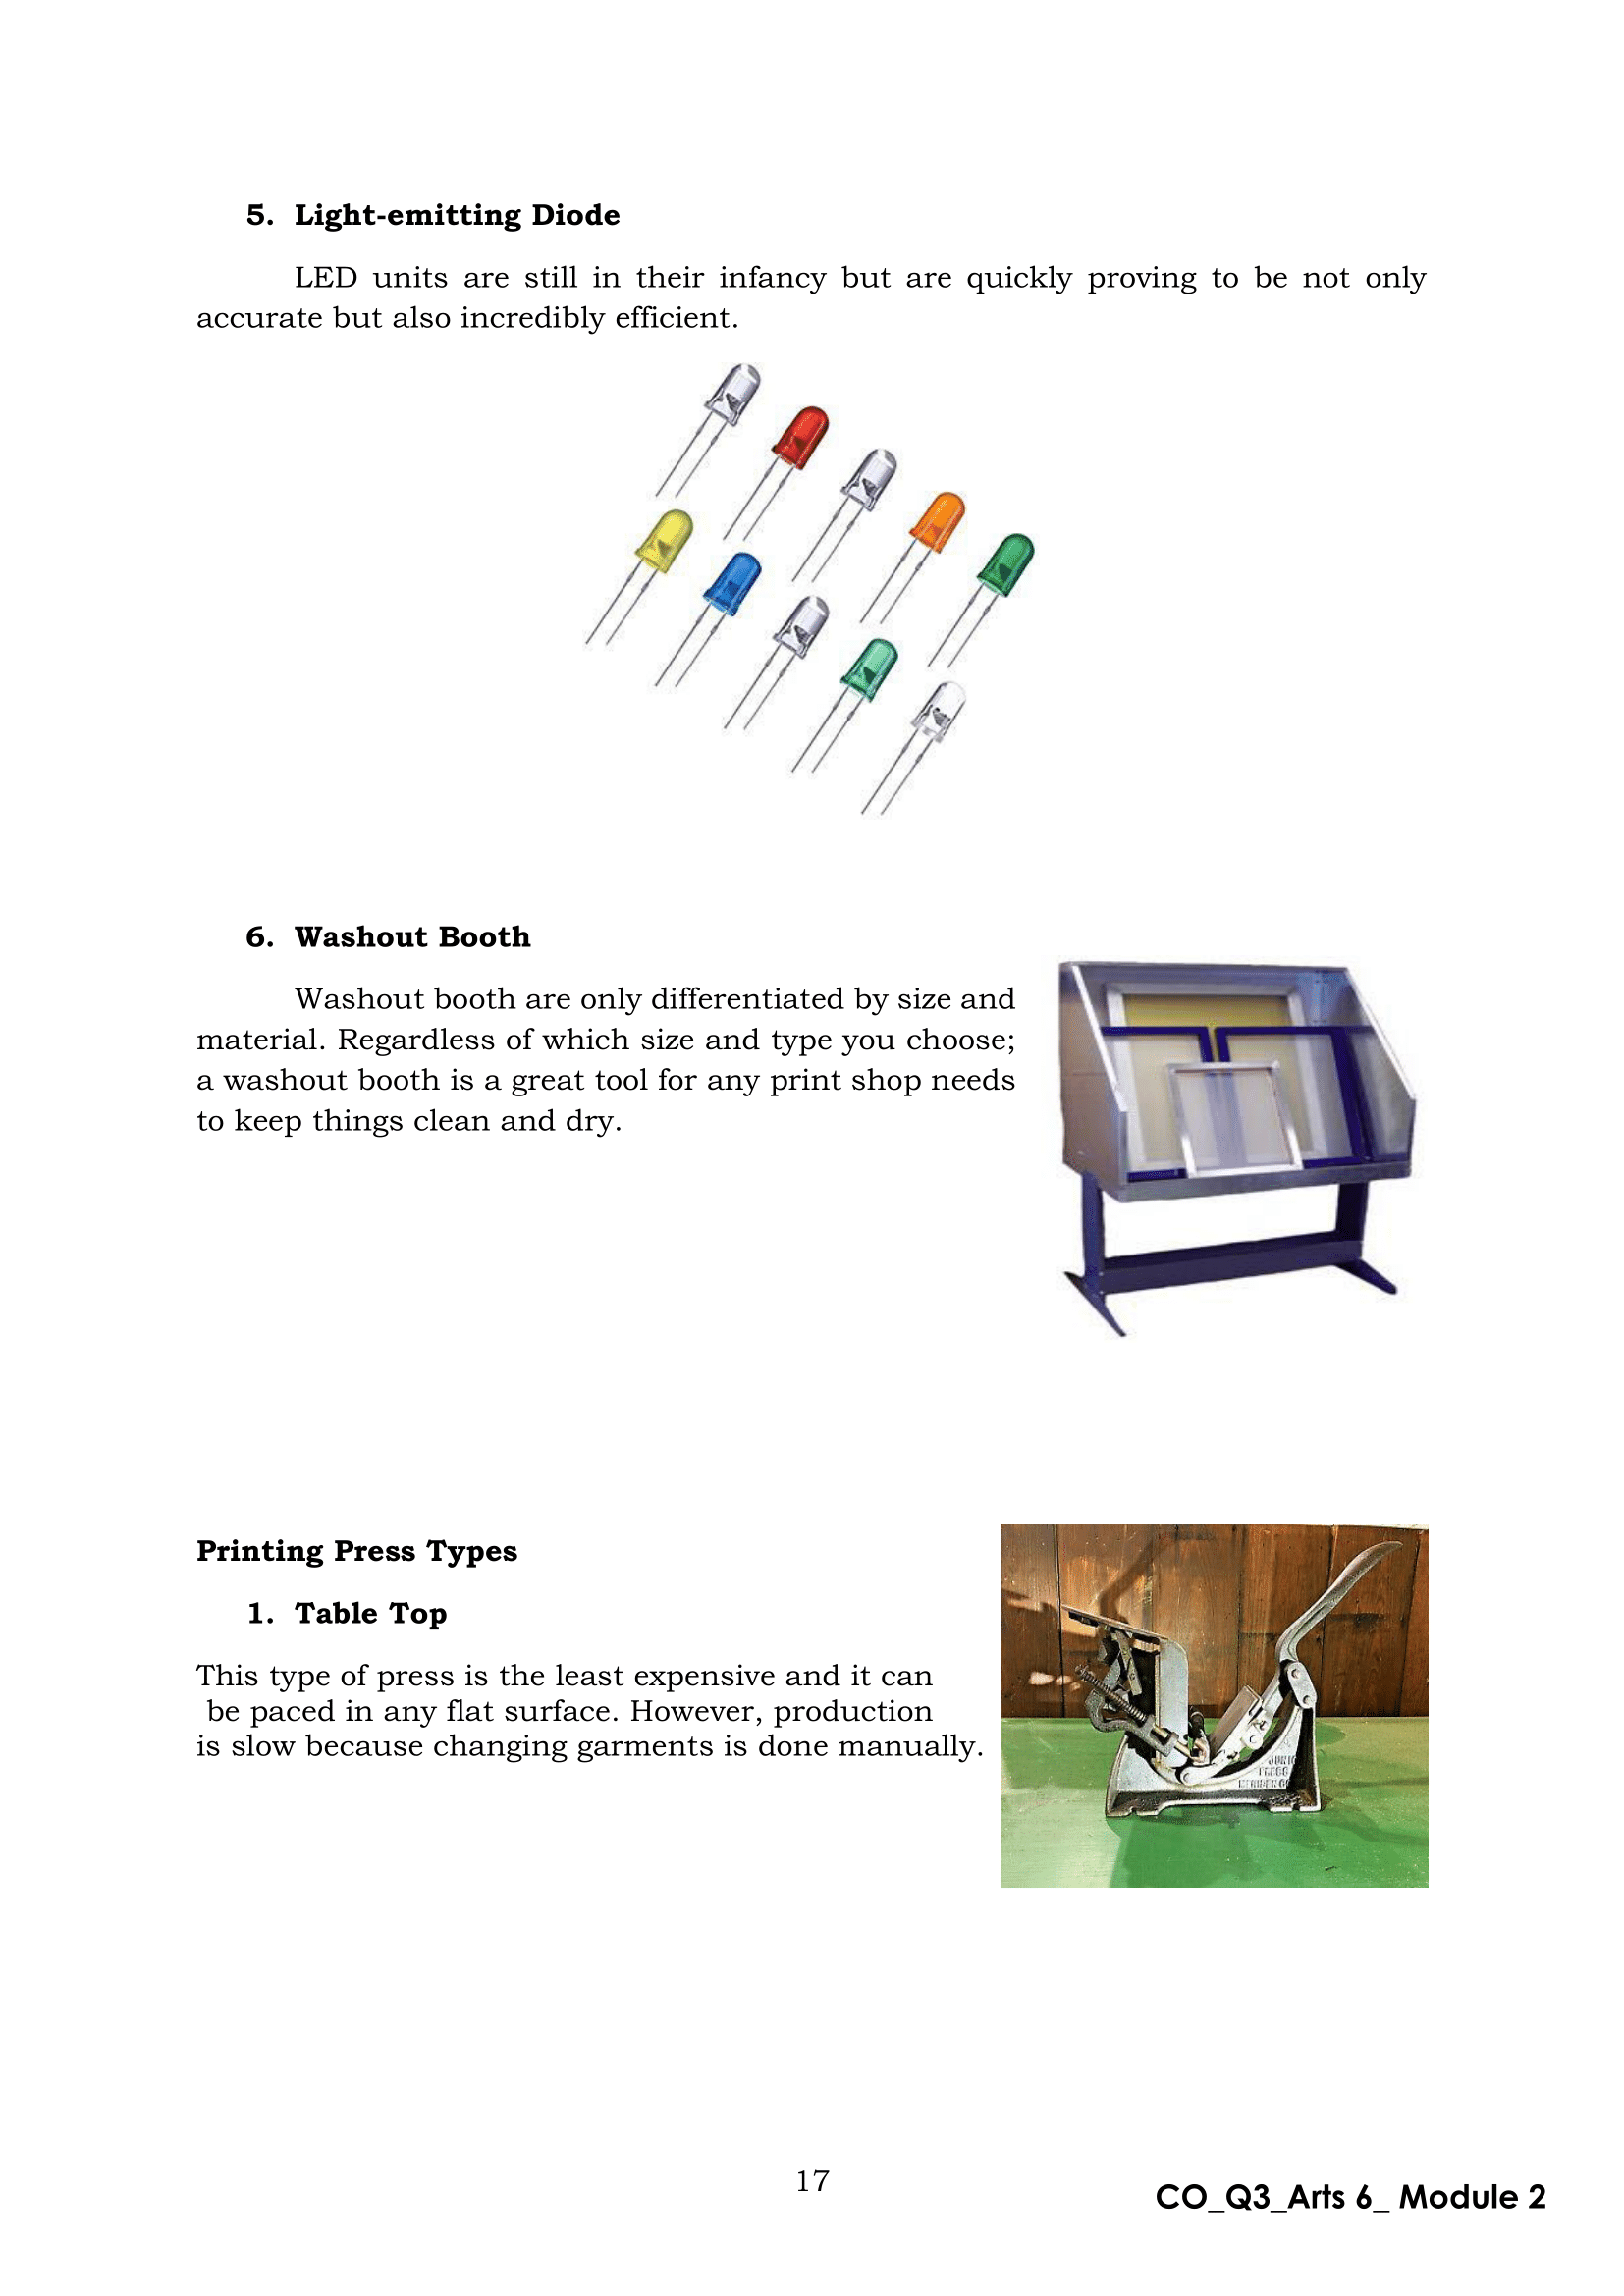 5. Light-emitting Diode
LED units are still in their infancy but are quickly proving to be not only
accurate but also incredibly efficient.
6. Washout Booth
Washout booth are only differentiated by size and
material. Regardless of which size and type you choose;
a washout booth is a great tool for any print shop needs
to keep things clean and dry.
Printing Press Types
1. Table Top
This type of press is the least expensive and it can
be paced in any flat surface. However, production
is slow because changing garments is done manually.
PRESS
MERIDEN
17
CO_Q3_Arts 6_ Module 2